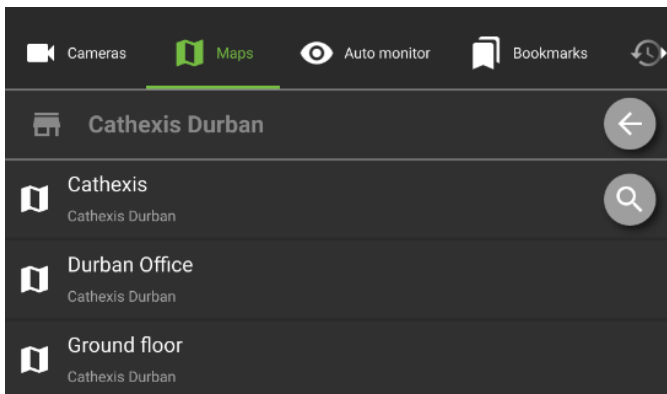 Cameras Maps Auto monitor Bookmarks
Cathexis Durban
Cathexis
Cathexis Durban
Durban Office
Cathexis Durban
Ground floor
Cathexis Durban